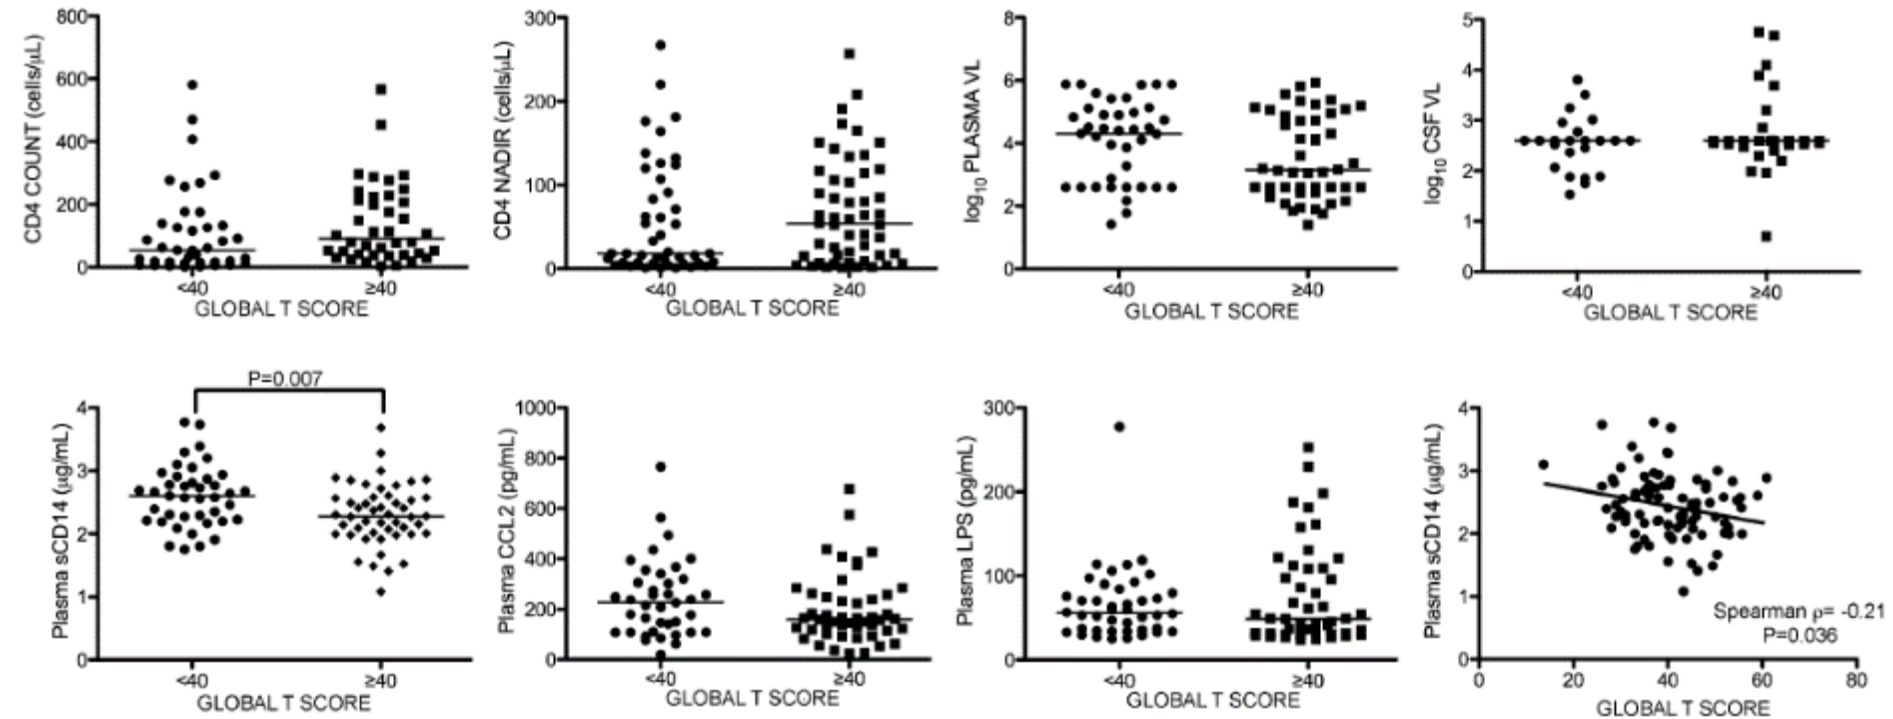 CD4 COUNT (cells/μL)
800
600
400
200
0
<40
≥40
GLOBAL T SCORE
CD4 NADIR (cells/μL)
300
200
100
0
<40
≥40
GLOBAL T SCORE
log10 PLASMA VL
8
6
4
2
0
<40
≥40
GLOBAL T SCORE
log10 CSF VL
5
4
3
2
1
0
<40
≥40
GLOBAL T SCORE
P=0.007
Plasma sCD14 (μg/mL)
4
3
2
1
0
<40
≥40
GLOBAL T SCORE
Plasma CCL2 (pg/mL)
1000
800
600
400
200
0
<40
≥40
GLOBAL T SCORE
Plasma LPS (pg/mL)
300
200
100
0
<40
≥40
GLOBAL T SCORE
Plasma sCD14 (μg/mL)
4
3
2
1
0
Spearman ρ= -0.21
P=0.036
0 20 40 60 80
GLOBAL T SCORE